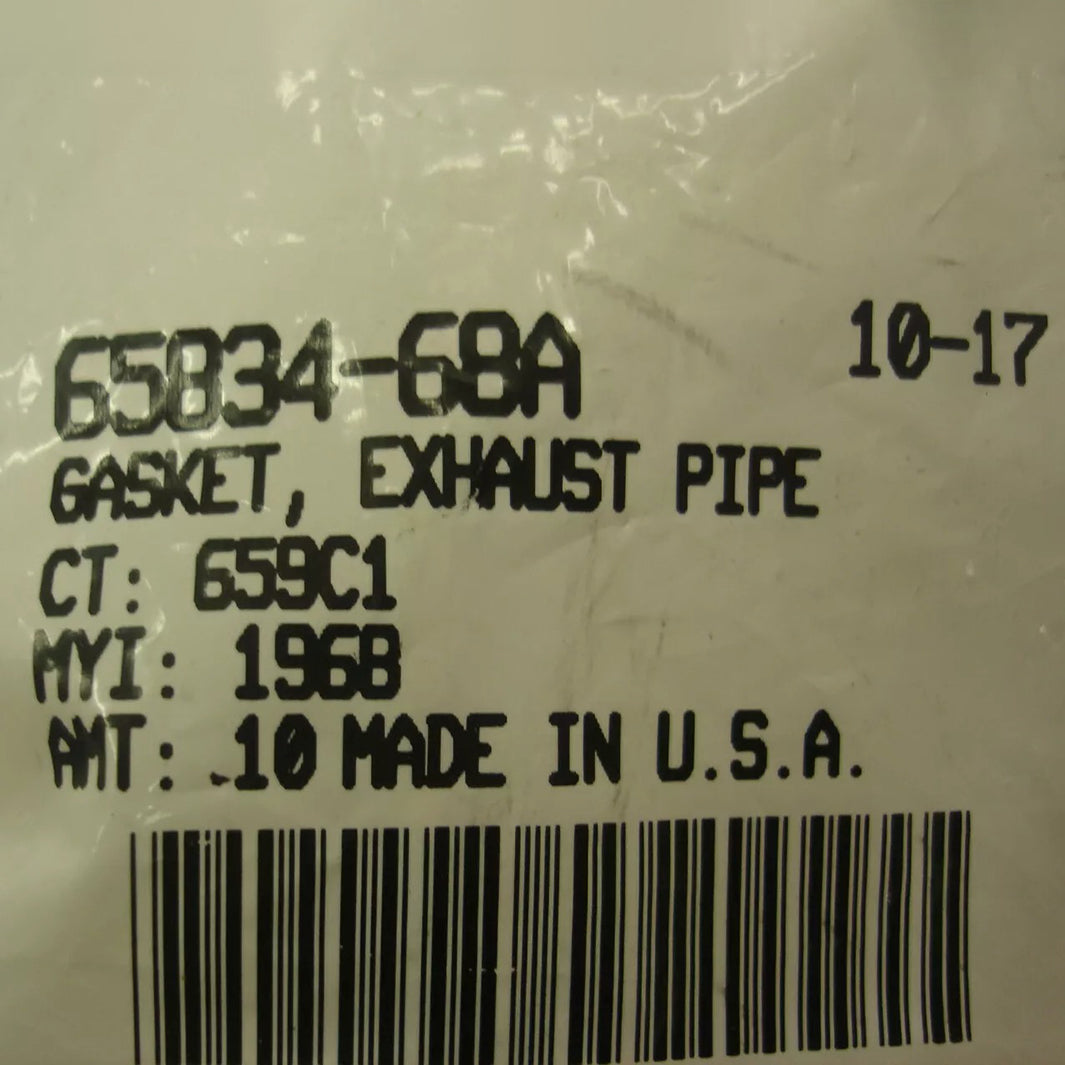 65834-68A 10-17
GASKET, EXHAUST PIPE
CT: 659C1
MYI: 1968
AMT: 10 MADE IN U.S.A.